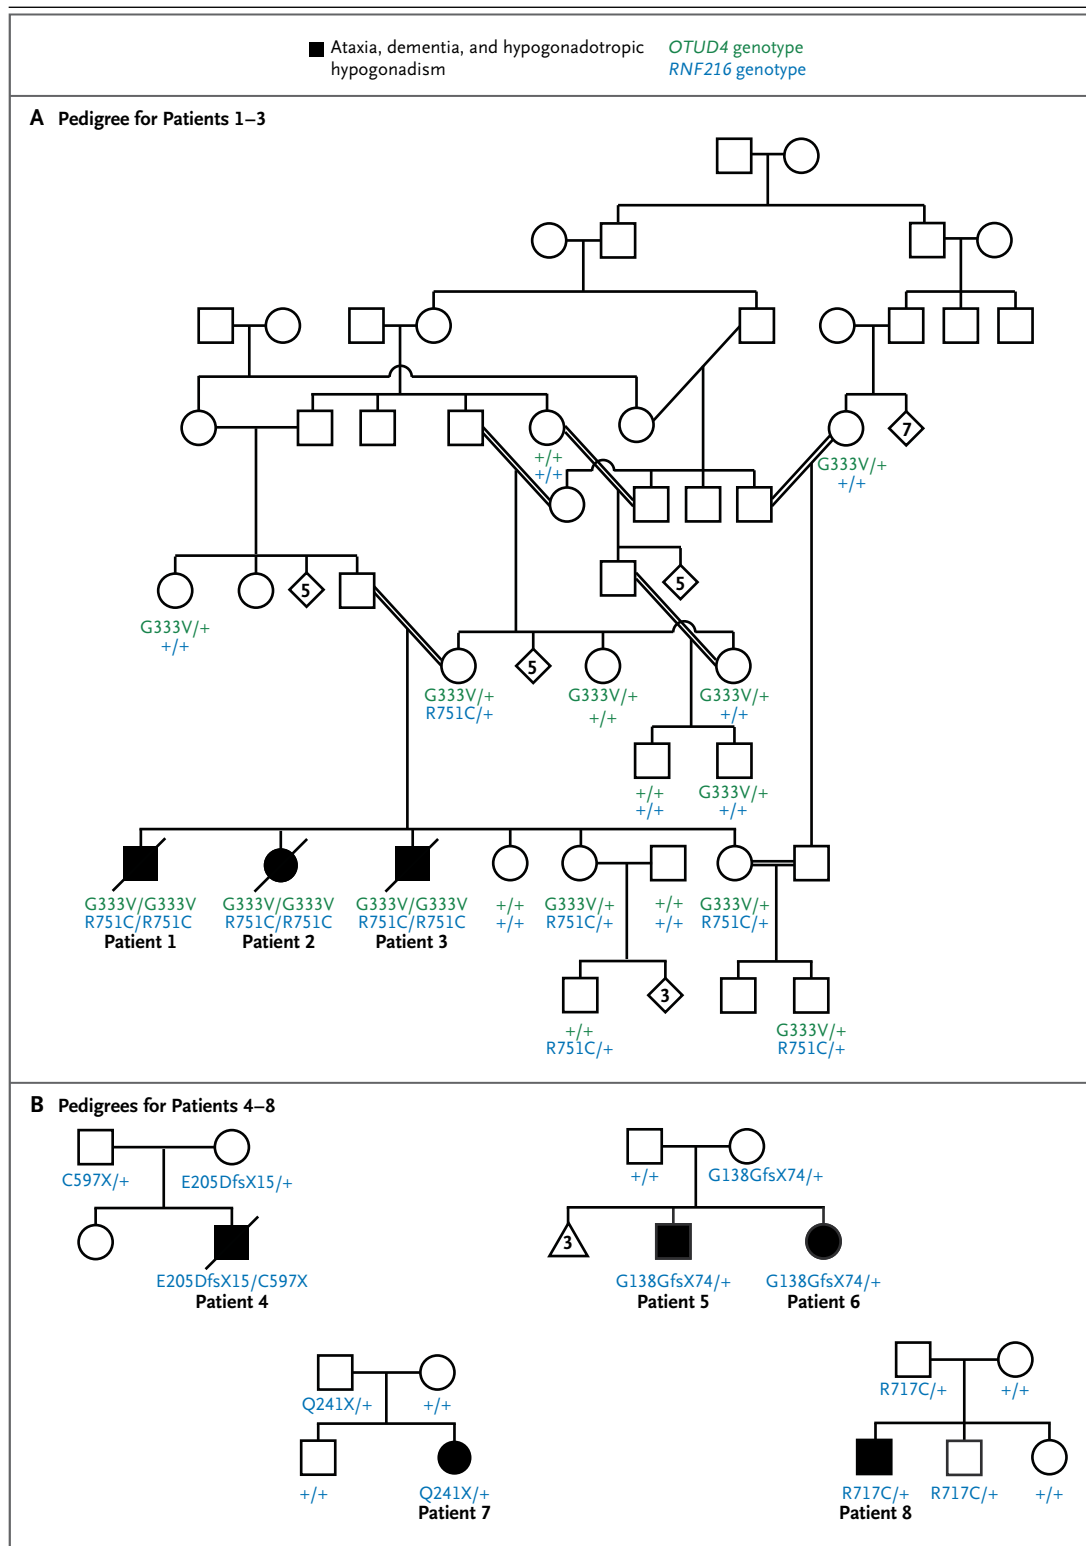 Ataxia, dementia, and hypogonadotropic
hypogonadism
OTUD4 genotype
RNF216 genotype
A Pedigree for Patients 1–3
7
+/+
+/+
G333V/+
+/+
5
5
G333V/+
+/+
5
G333V/+
R751C/+
G333V/+
+/+
G333V/+
+/+
+/+
+/+
G333V/+
+/+
G333V/G333V
R751C/R751C
Patient 1
G333V/G333V
R751C/R751C
Patient 2
G333V/G333V
R751C/R751C
Patient 3
+/+
+/+
G333V/+
R751C/+
+/+
+/+
G333V/+
R751C/+
3
+/+
R751C/+
G333V/+
R751C/+
B Pedigrees for Patients 4–8
C597X/+
E205DfsX15/+
E205DfsX15/C597X
Patient 4
+/+
G138GfsX74/+
3
G138GfsX74/+
Patient 5
G138GfsX74/+
Patient 6
Q241X/+
+/+
+/+
Q241X/+
Patient 7
R717C/+
+/+
R717C/+
Patient 8
R717C/+
+/+